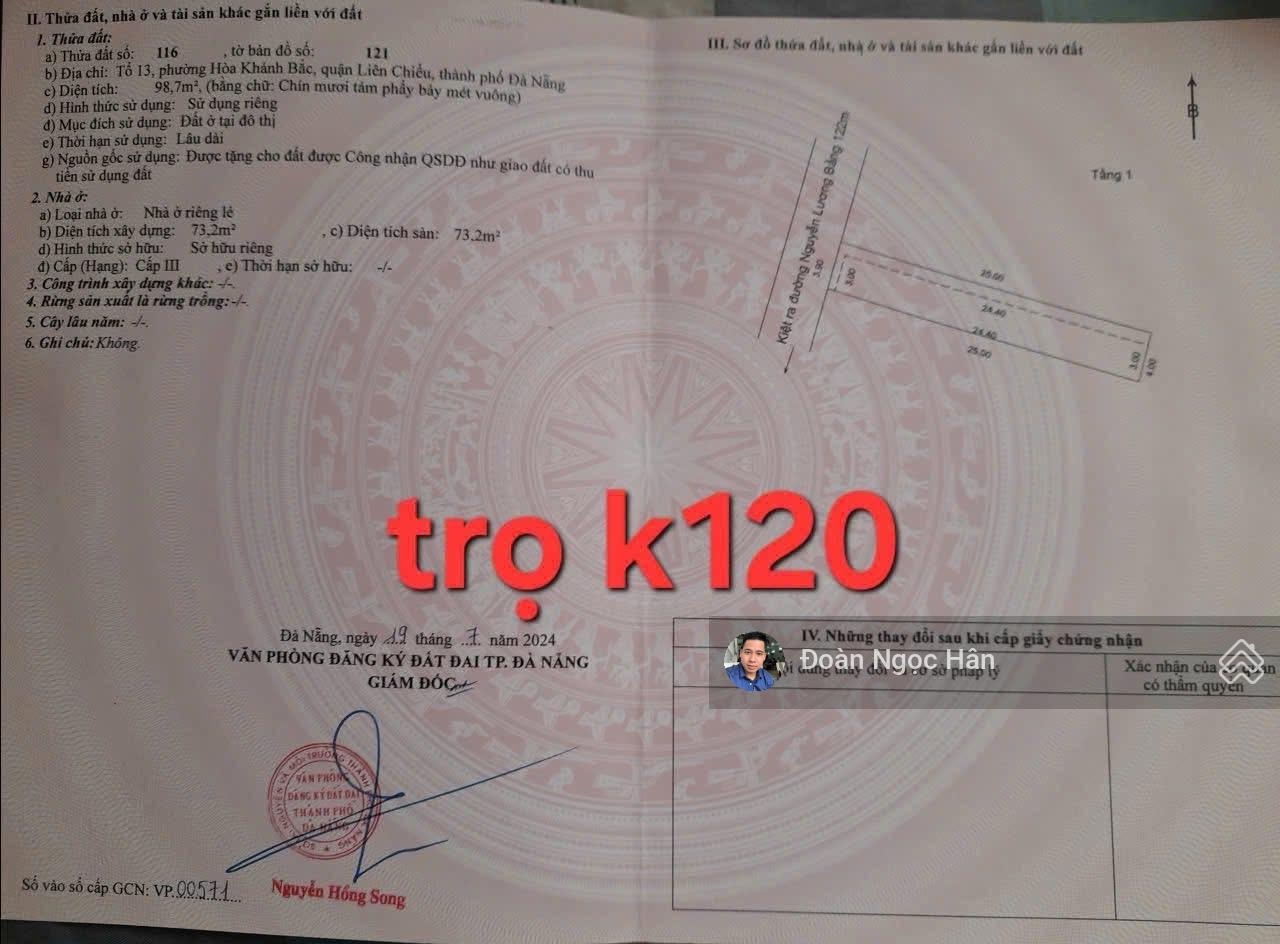 II. Thửa đất, nhà ở và tài sản khác gắn liền với đất
1. Thửa đất:
a) Thửa đất số: 116 , tờ bản đồ số: 121
b) Địa chỉ: Tổ 13, phường Hòa Khánh Bắc, quận Liên Chiểu, thành phố Đà Nẵng
c) Diện tích: 98,7m², (bằng chữ: Chín mươi tám phẩy bảy mét vuông)
d) Hình thức sử dụng: Sử dụng riêng
đ) Mục đích sử dụng: Đất ở tại đô thị
e) Thời hạn sử dụng: Lâu dài
g) Nguồn gốc sử dụng: Được tặng cho đất được Công nhận QSDĐ như giao đất có thu
tiền sử dụng đất
2. Nhà ở:
a) Loại nhà ở: Nhà ở riêng lẻ
b) Diện tích xây dựng: 73,2m² , c) Diện tích sàn: 73,2m²
d) Hình thức sở hữu: Sở hữu riêng
đ) Cấp (Hạng): Cấp III , e) Thời hạn sở hữu: -/-
3. Công trình xây dựng khác: -/-.
4. Rừng sản xuất là rừng trồng: -/-.
5. Cây lâu năm: -/-.
6. Ghi chú: Không.
III. Sơ đồ thửa đất, nhà ở và tài sản khác gắn liền với đất
B
Tầng 1
Kiệt ra đường Nguyễn Lương Bằng 122m
3.90
3.00
25.00
24.40
24.40
25.00
3.00
4.00
trọ k120
Đà Nẵng, ngày 19 tháng 7 năm 2024
VĂN PHÒNG ĐĂNG KÝ ĐẤT ĐAI TP. ĐÀ NẴNG
GIÁM ĐỐC
VĂN PHÒNG
ĐĂNG KÝ ĐẤT ĐAI
THÀNH PHỐ
ĐÀ NẴNG
Nguyễn Hồng Song
Số vào sổ cấp GCN: VP.00571
IV. Những thay đổi sau khi cấp giấy chứng nhận
Đoàn Ngọc Hân
dung thay đổi và cơ sở pháp lý
Xác nhận của cơ quan
có thẩm quyền